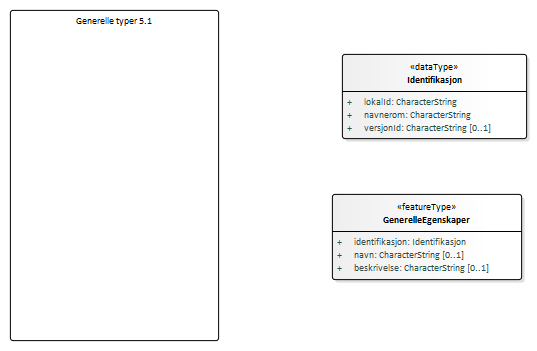 Generelle typer 5.1
«dataType»
Identifikasjon
+ lokalId: CharacterString
+ navnerom: CharacterString
+ versjonId: CharacterString [0..1]
«featureType»
GenerelleEgenskaper
+ identifikasjon: Identifikasjon
+ navn: CharacterString [0..1]
+ beskrivelse: CharacterString [0..1]